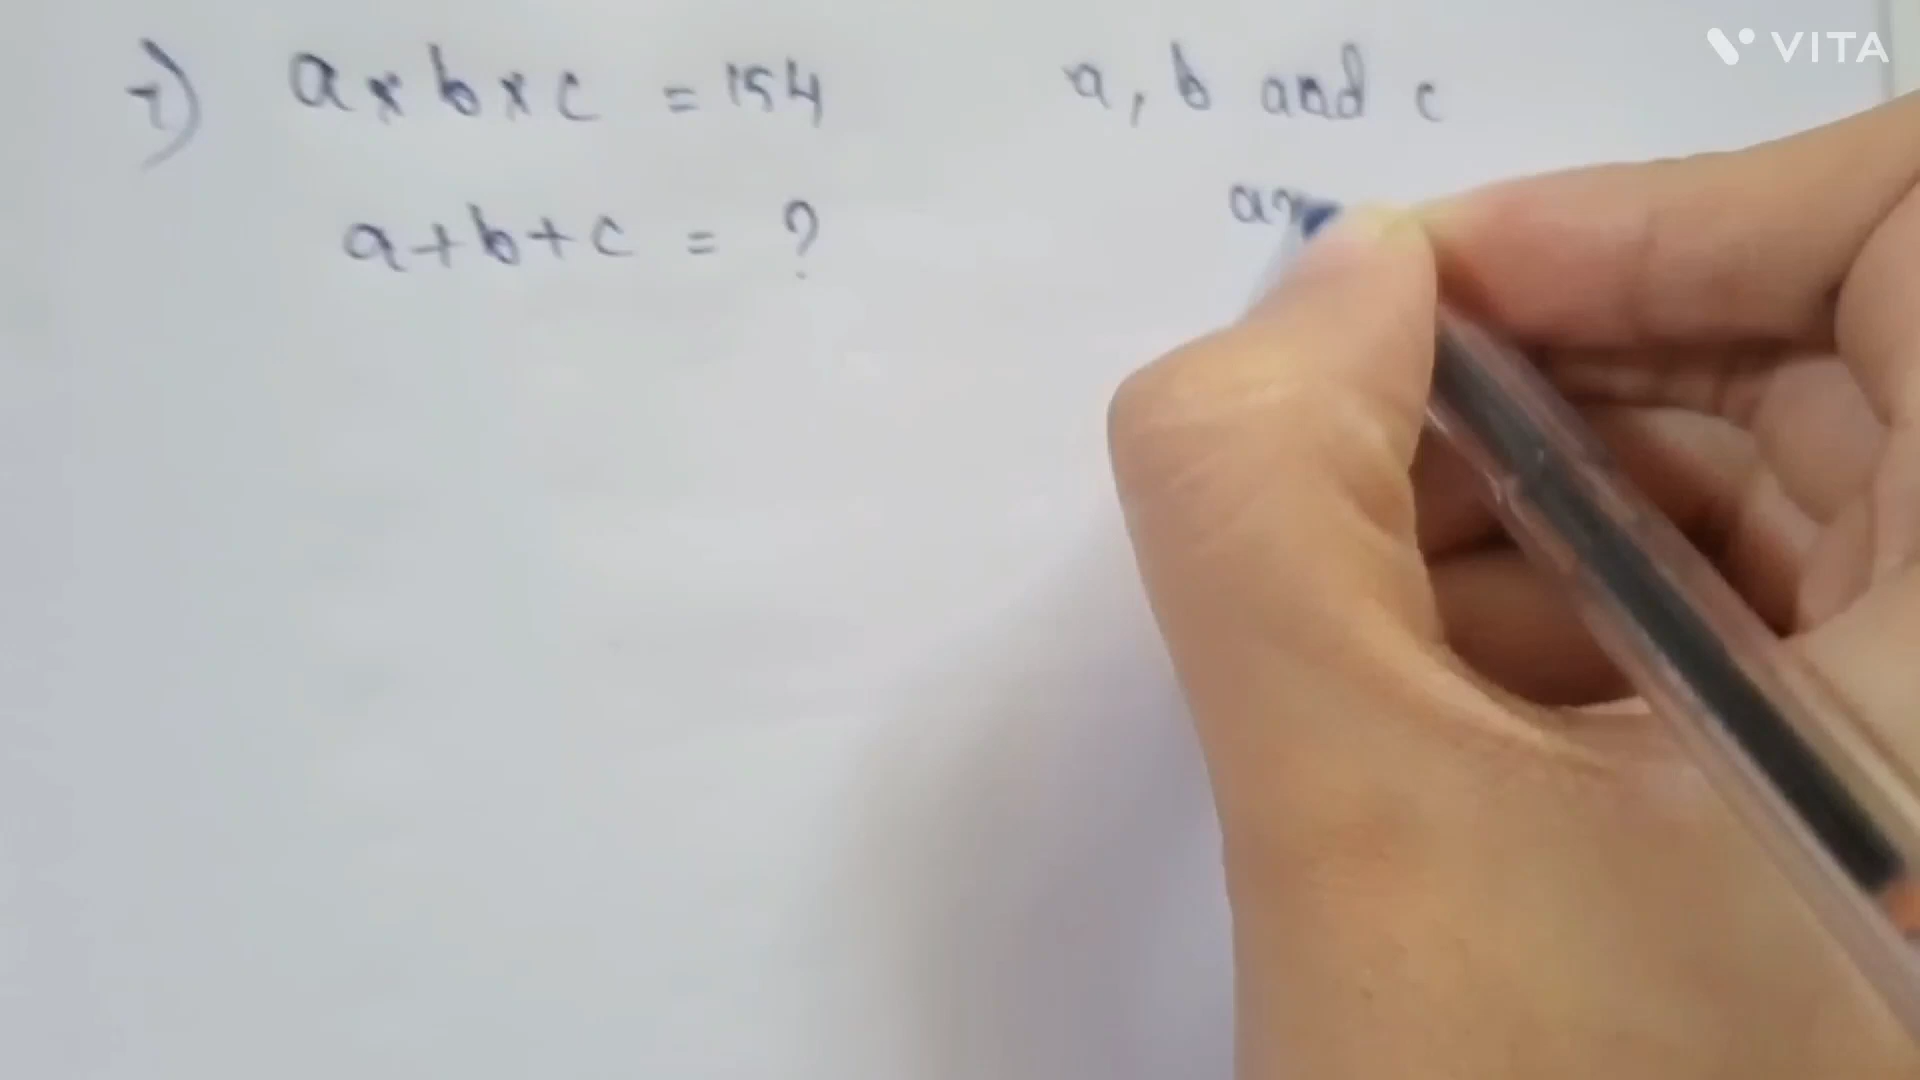 VITA
7) a × b × c = 154 a, b and c
a + b + c = ?